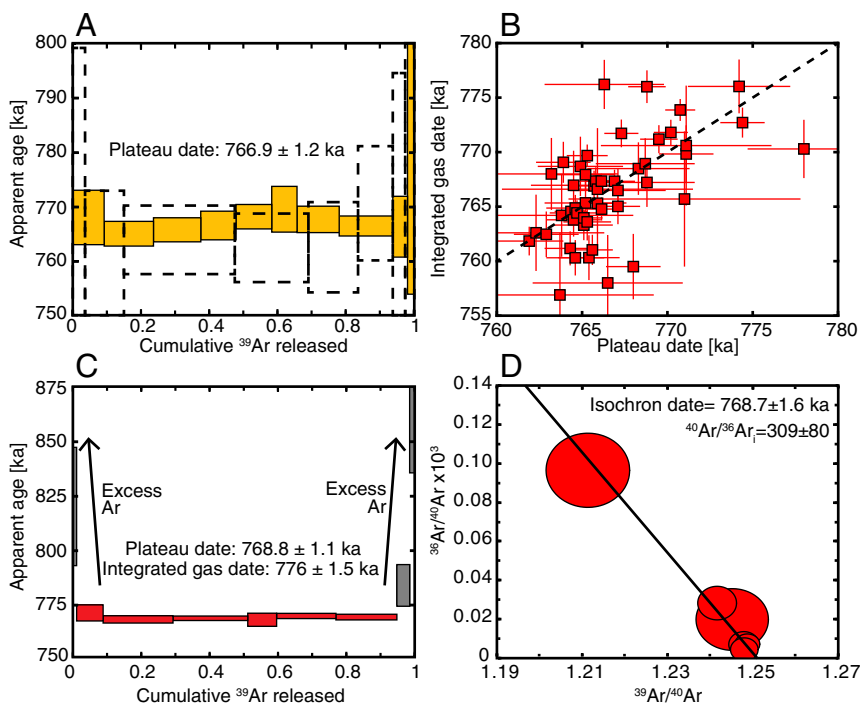 A
Apparent age [ka]
800
790
780
770
760
750
Plateau date: 766.9 ± 1.2 ka
0 0.2 0.4 0.6 0.8 1
Cumulative ³⁹Ar released
B
Integrated gas date [ka]
780
775
770
765
760
755
760 765 770 775 780
Plateau date [ka]
C
Apparent age [ka]
875
850
825
800
775
750
Excess
Ar
Excess
Ar
Plateau date: 768.8 ± 1.1 ka
Integrated gas date: 776 ± 1.5 ka
0 0.2 0.4 0.6 0.8 1
Cumulative ³⁹Ar released
D
³⁶Ar/⁴⁰Ar x10³
0.14
0.12
0.10
0.08
0.06
0.04
0.02
0
Isochron date= 768.7±1.6 ka
⁴⁰Ar/³⁶Arᵢ=309±80
1.19 1.21 1.23 1.25 1.27
³⁹Ar/⁴⁰Ar